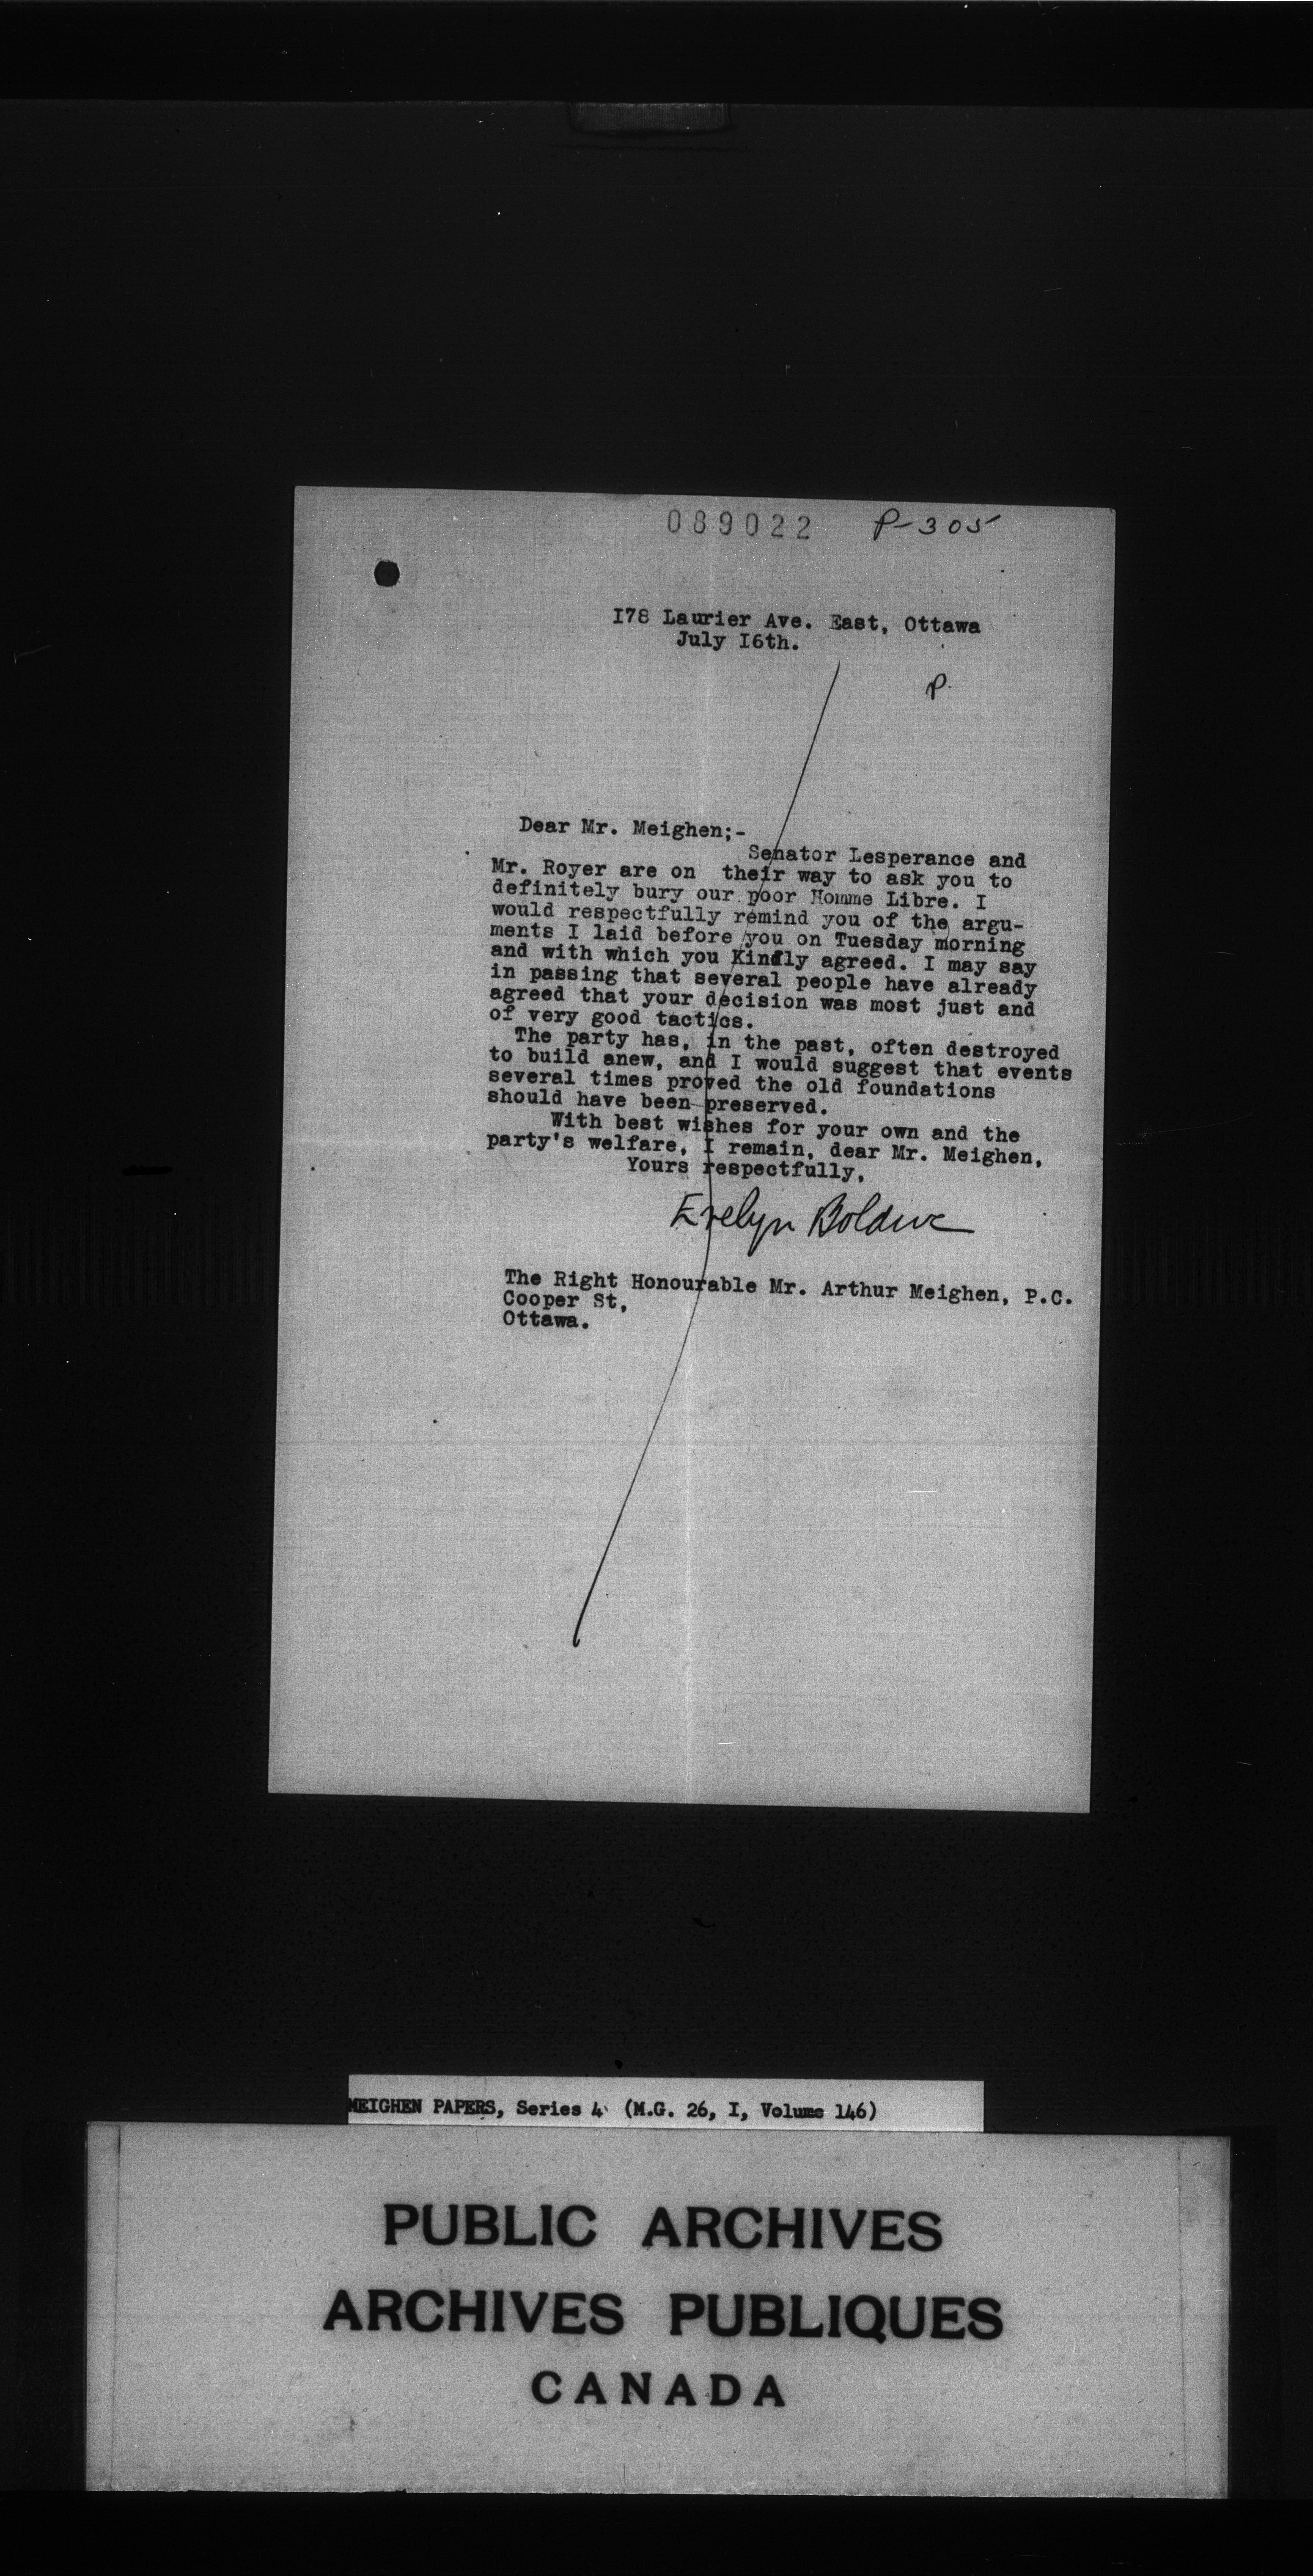 089022 P-305
I78 Laurier Ave. East, Ottawa
July I6th.
P.
Dear Mr. Meighen;-
Senator Lesperance and
Mr. Royer are on their way to ask you to
definitely bury our poor Homme Libre. I
would respectfully remind you of the argu-
ments I laid before you on Tuesday morning
and with which you Kindly agreed. I may say
in passing that several people have already
agreed that your decision was most just and
of very good tactics.
The party has, in the past, often destroyed
to build anew, and I would suggest that events
several times proved the old foundations
should have been preserved.
With best wishes for your own and the
party's welfare, I remain, dear Mr. Meighen,
Yours respectfully,
Evelyn Bolduc
The Right Honourable Mr. Arthur Meighen, P.C.
Cooper St,
Ottawa.
MEIGHEN PAPERS, Series 4 (M.G. 26, I, Volume 146)
PUBLIC ARCHIVES
ARCHIVES PUBLIQUES
CANADA